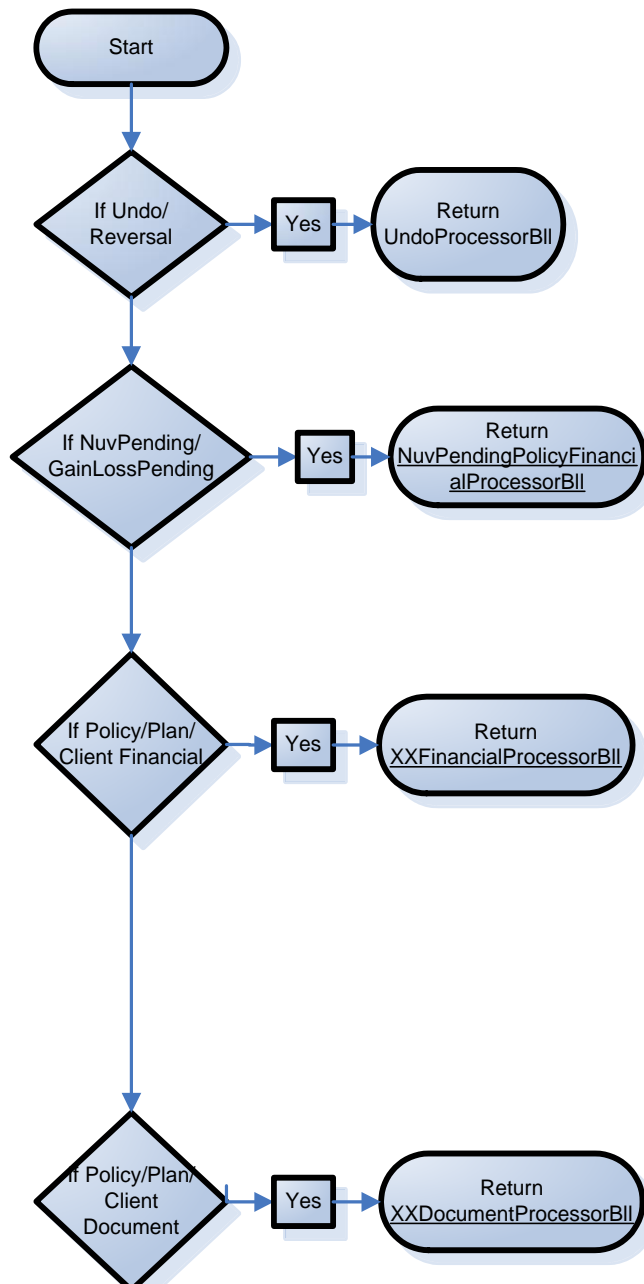 Start
If Undo/
Reversal
Yes
Return
UndoProcessorBll
If NuvPending/
GainLossPending
Yes
Return
NuvPendingPolicyFinanci
alProcessorBll
If Policy/Plan/
Client Financial
Yes
Return
XXFinancialProcessorBll
If Policy/Plan/
Client
Document
Yes
Return
XXDocumentProcessorBll